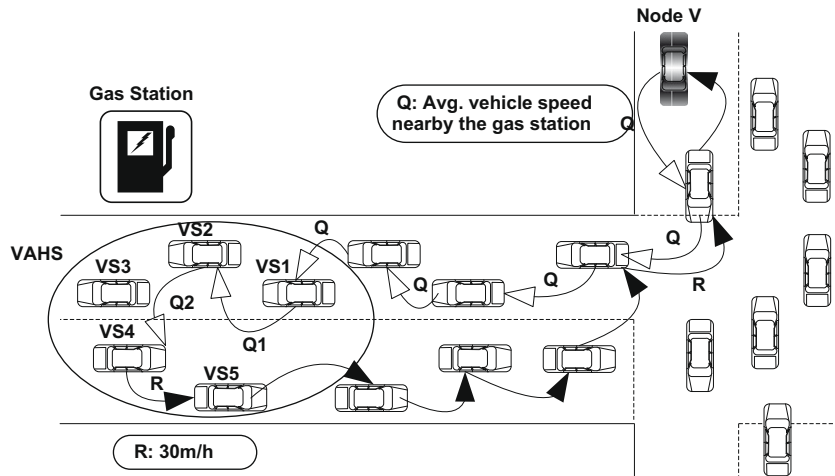 Node V
Gas Station
Q: Avg. vehicle speed
nearby the gas station
Q
VAHS
VS2
Q
Q
VS3
VS1
Q
Q
R
Q2
VS4
Q1
R
VS5
R: 30m/h